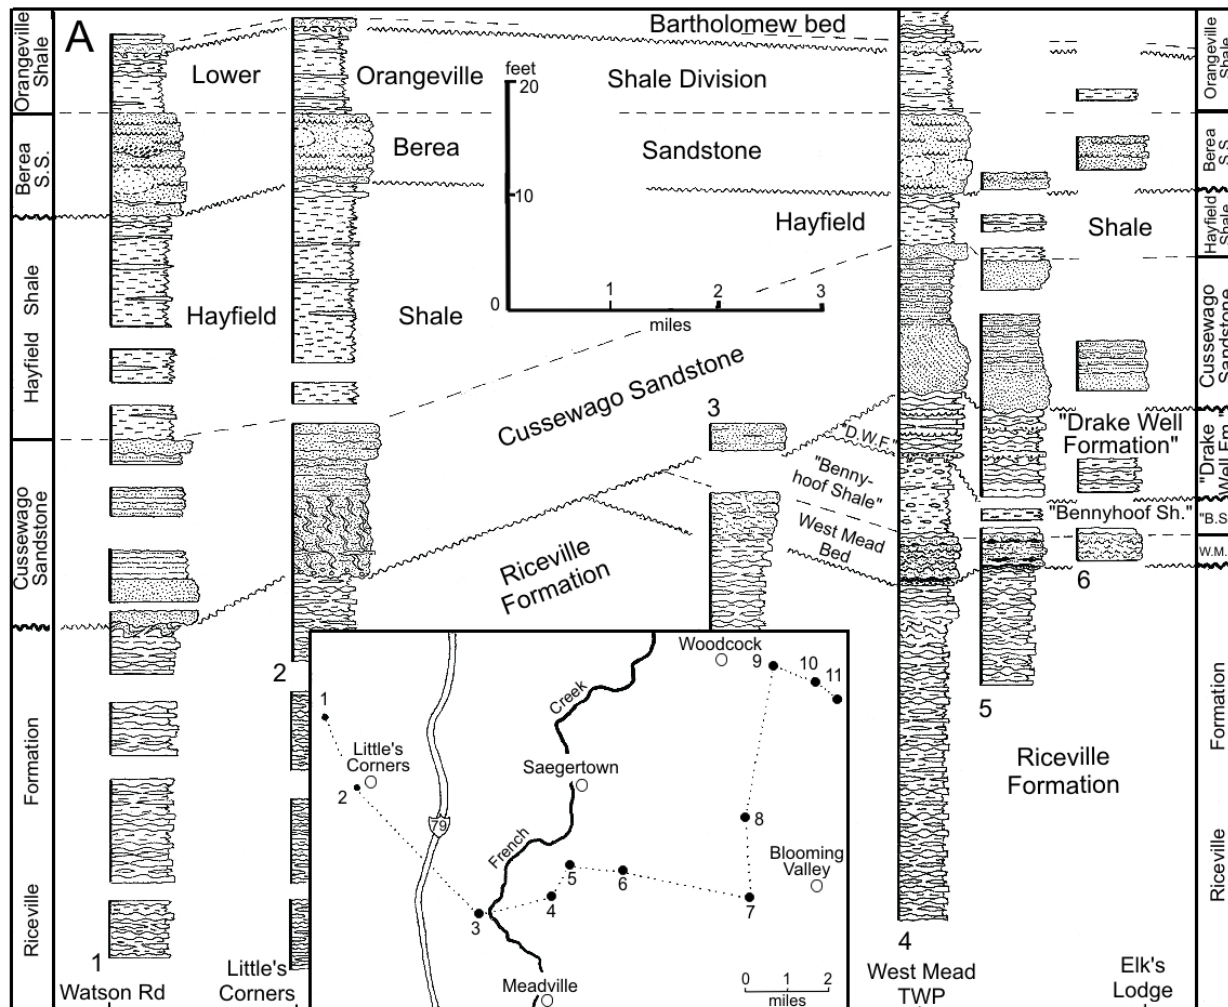 A
Bartholomew bed
Orangeville
Shale
Lower
Orangeville
Shale Division
Orangeville
Shale
feet
20
10
0
1
2
3
miles
Berea
S.S.
Berea
Sandstone
Berea
S.S.
Hayfield
Shale
Hayfield
Shale
Hayfield Shale
Hayfield
Shale
Cussewago Sandstone
Cussewago
Sandstone
3
"D.W.F."
"Drake Well
Formation"
"Drake
Well Fm."
"Benny-
hoof Shale"
"Bennyhoof Sh."
"B.S."
West Mead
Bed
W.M.
Cussewago
Sandstone
Riceville
Formation
6
5
2
Riceville
Formation
Riceville Formation
Riceville Formation
1
Watson Rd
Little's
Corners
4
West Mead
TWP
Elk's
Lodge
Woodcock
9
10
11
1
Creek
Little's
Corners
2
Saegertown
79
8
French
Blooming
Valley
5
6
4
7
3
Meadville
0 1 2
miles